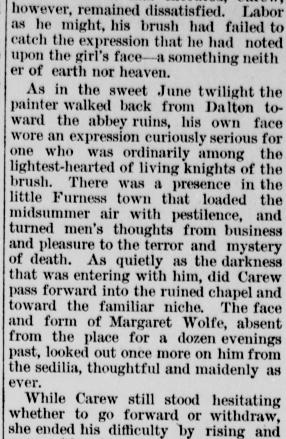 however, remained dissatisfied. Labor
as he might, his brush had failed to
catch the expression that he had noted
upon the girl's face—a something neith
er of earth nor heaven.
As in the sweet June twilight the
painter walked back from Dalton to-
ward the abbey ruins, his own face
wore an expression curiously serious for
one who was ordinarily among the
lightest-hearted of living knights of the
brush. There was a presence in the
little Furness town that loaded the
midsummer air with pestilence, and
turned men's thoughts from business
and pleasure to the terror and mystery
of death. As quietly as the darkness
that was entering with him, did Carew
pass forward into the ruined chapel and
toward the familiar niche. The face
and form of Margaret Wolfe, absent
from the place for a dozen evenings
past, looked out once more on him from
the sedilia, thoughtful and maidenly as
ever.
While Carew still stood hesitating
whether to go forward or withdraw,
she ended his difficulty by rising and